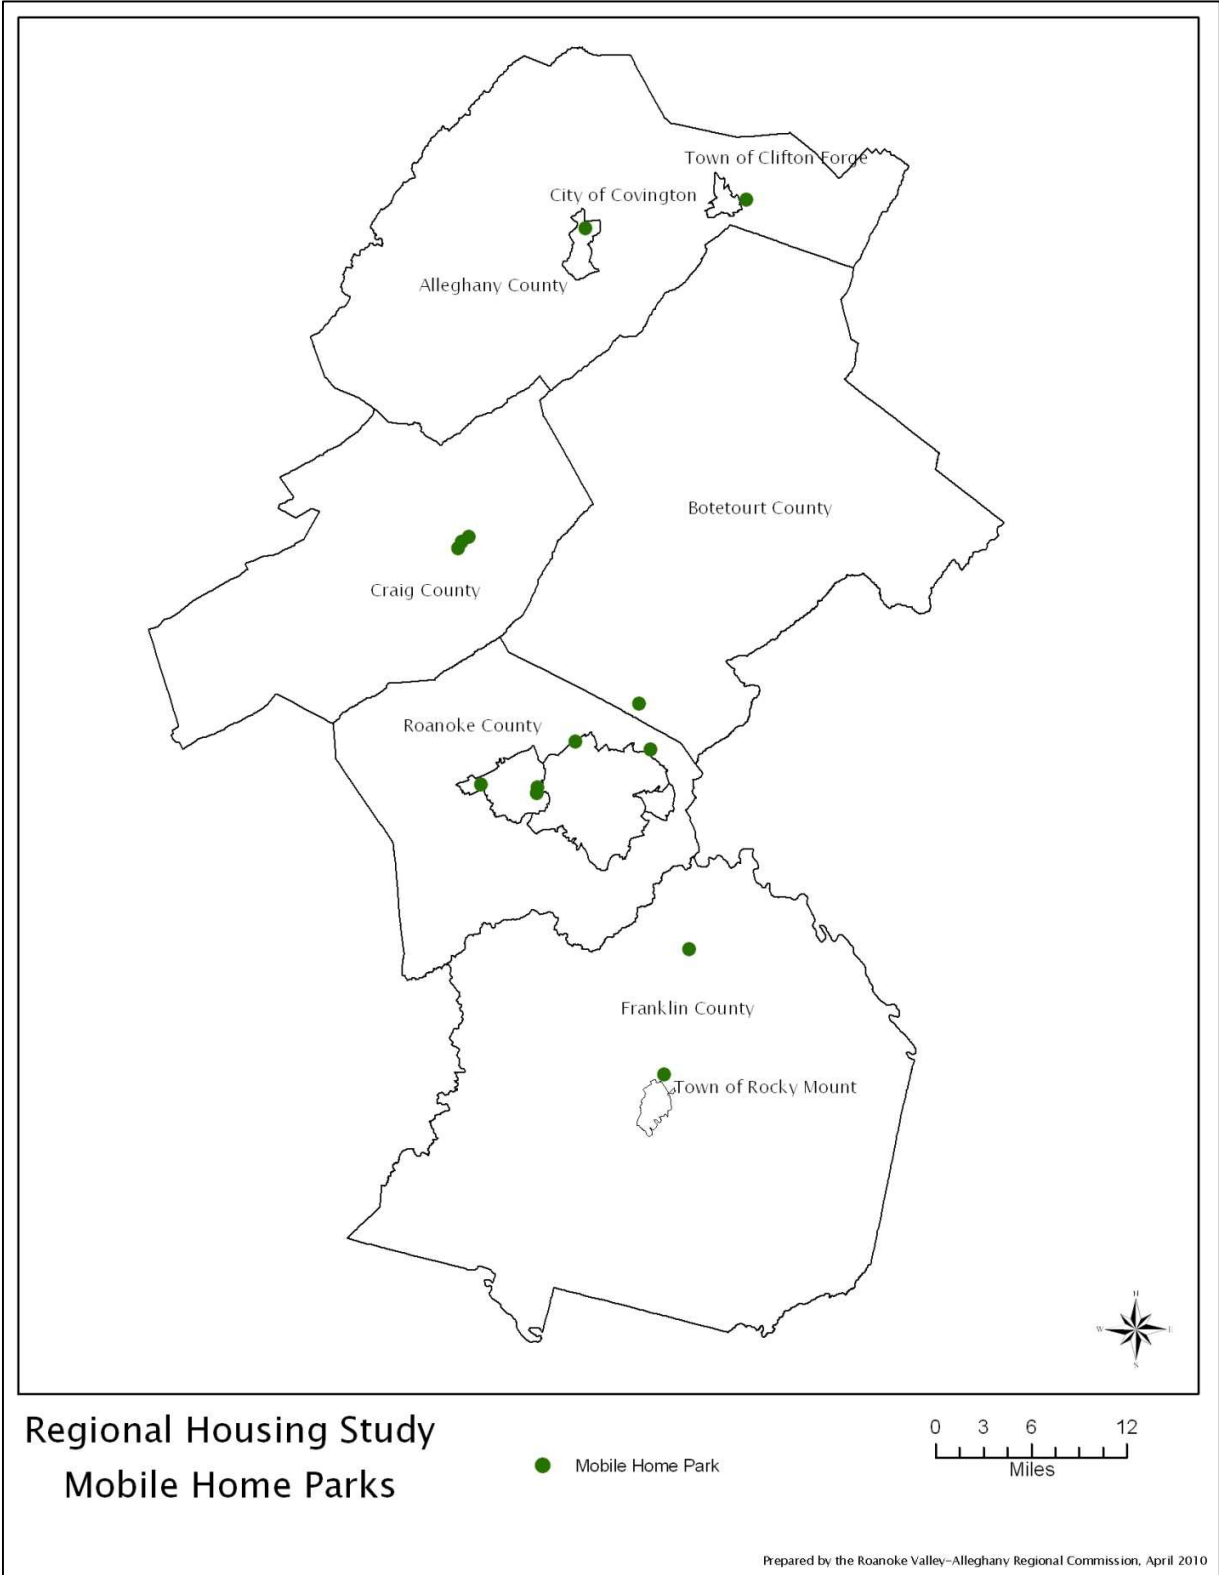 Town of Clifton Forge
City of Covington
Alleghany County
Botetourt County
Craig County
Roanoke County
Franklin County
Town of Rocky Mount
N
W E
S
Regional Housing Study
Mobile Home Parks
Mobile Home Park
0 3 6 12
Miles
Prepared by the Roanoke Valley-Alleghany Regional Commission, April 2010